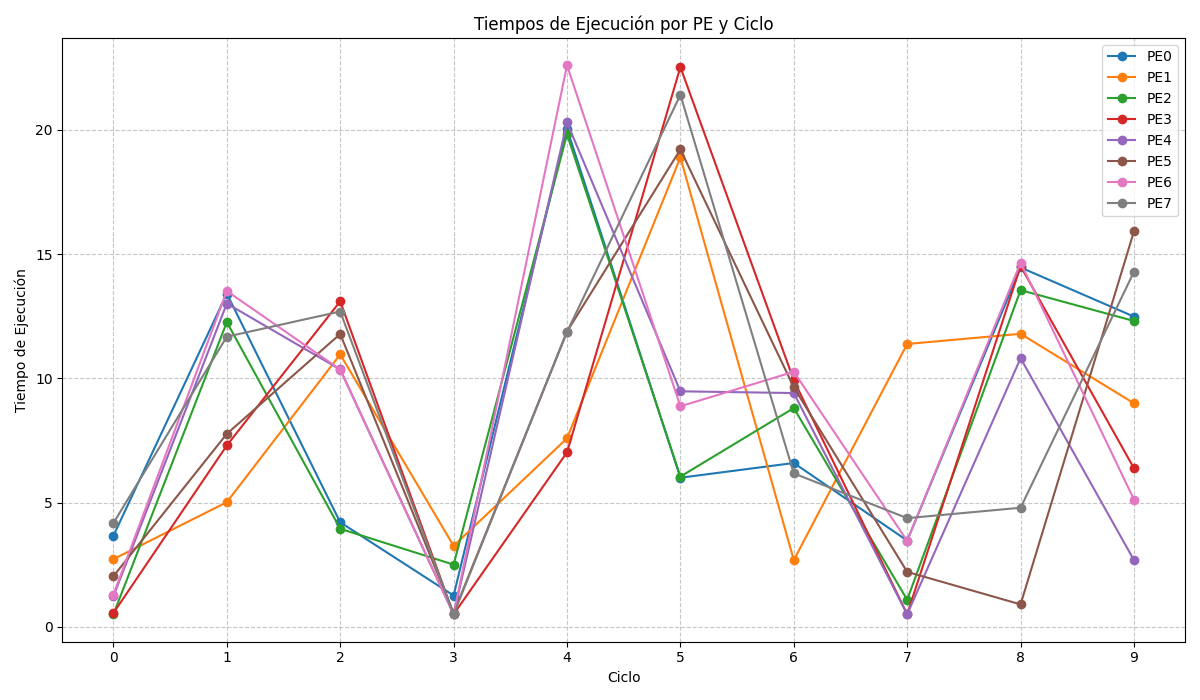 Tiempos de Ejecución por PE y Ciclo
Tiempo de Ejecución
20
15
10
5
0
0 1 2 3 4 5 6 7 8 9
Ciclo
PE0
PE1
PE2
PE3
PE4
PE5
PE6
PE7